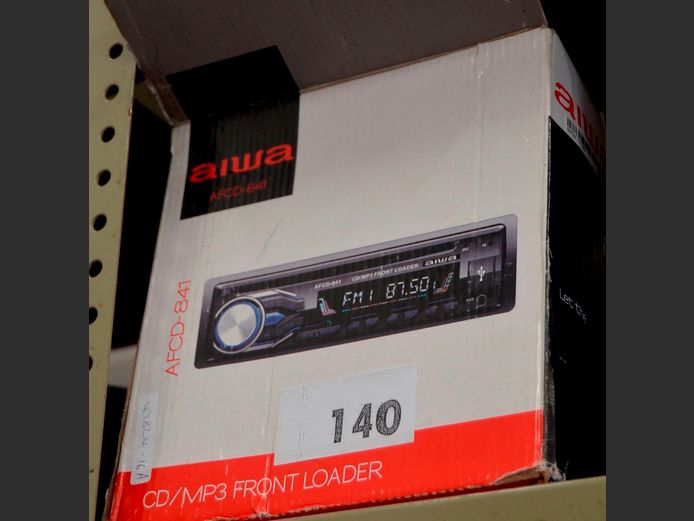 aiwa
AFCD-841
aiwa
AFCD-841
CD/MP3 FRONT LOADER
aiwa
AFCD-841
FM1 87.50
140
CD/MP3 FRONT LOADER